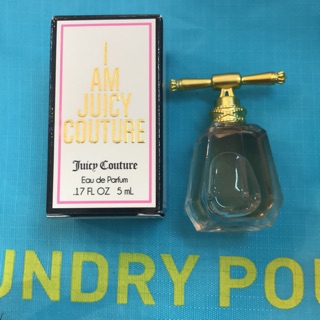 I
AM
JUICY
COUTURE
Juicy Couture
Eau de Parfum
.17 FL OZ 5 mL
UNDRY POU